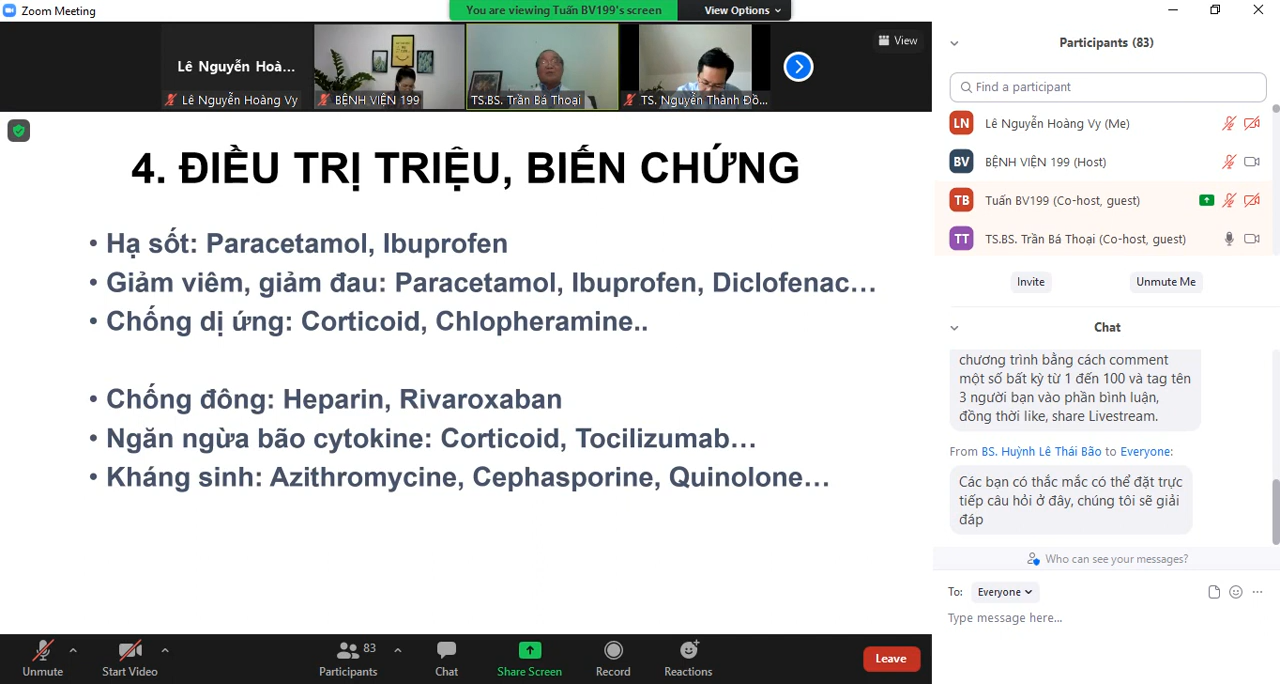 Zoom Meeting
You are viewing Tuấn BV199's screen
View Options
Lê Nguyễn Hoà...
Lê Nguyễn Hoàng Vy
BỆNH VIỆN 199
TS.BS. Trần Bá Thoại
TS. Nguyễn Thành Đồ...
View
4. ĐIỀU TRỊ TRIỆU, BIẾN CHỨNG
• Hạ sốt: Paracetamol, Ibuprofen
• Giảm viêm, giảm đau: Paracetamol, Ibuprofen, Diclofenac…
• Chống dị ứng: Corticoid, Chlopheramine..
• Chống đông: Heparin, Rivaroxaban
• Ngăn ngừa bão cytokine: Corticoid, Tocilizumab…
• Kháng sinh: Azithromycine, Cephasporine, Quinolone…
Unmute
Start Video
83
Participants
Chat
Share Screen
Record
Reactions
Leave
Participants (83)
Find a participant
LN Lê Nguyễn Hoàng Vy (Me)
BV BỆNH VIỆN 199 (Host)
TB Tuấn BV199 (Co-host, guest)
TT TS.BS. Trần Bá Thoại (Co-host, guest)
Invite
Unmute Me
Chat
chương trình bằng cách comment
một số bất kỳ từ 1 đến 100 và tag tên
3 người bạn vào phần bình luận,
đồng thời like, share Livestream.
From BS. Huỳnh Lê Thái Bão to Everyone:
Các bạn có thắc mắc có thể đặt trực
tiếp câu hỏi ở đây, chúng tôi sẽ giải
đáp
Who can see your messages?
To: Everyone
Type message here...